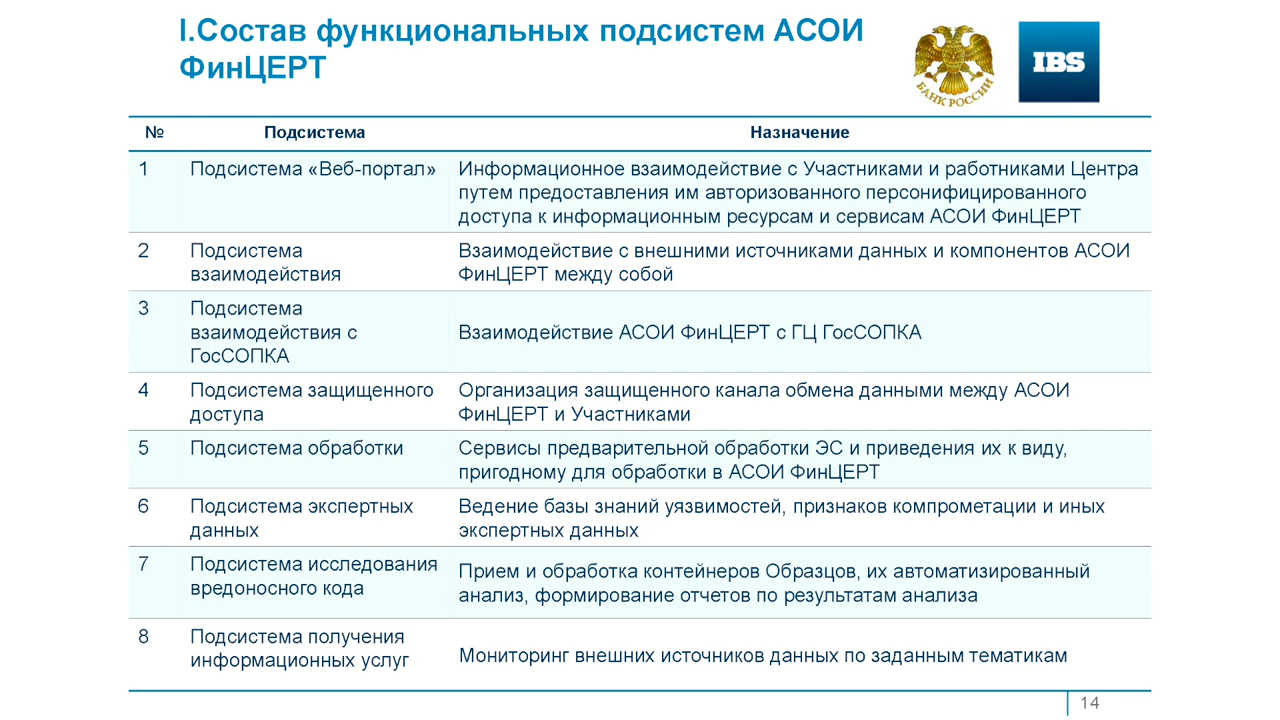 I.Состав функциональных подсистем АСОИ
ФинЦЕРТ
БАНК РОССИИ
IBS
№ Подсистема Назначение
1 Подсистема «Веб-портал» Информационное взаимодействие с Участниками и работниками Центра
путем предоставления им авторизованного персонифицированного
доступа к информационным ресурсам и сервисам АСОИ ФинЦЕРТ
2 Подсистема Взаимодействие с внешними источниками данных и компонентов АСОИ
взаимодействия ФинЦЕРТ между собой
3 Подсистема
взаимодействия с Взаимодействие АСОИ ФинЦЕРТ с ГЦ ГосСОПКА
ГосСОПКА
4 Подсистема защищенного Организация защищенного канала обмена данными между АСОИ
доступа ФинЦЕРТ и Участниками
5 Подсистема обработки Сервисы предварительной обработки ЭС и приведения их к виду,
пригодному для обработки в АСОИ ФинЦЕРТ
6 Подсистема экспертных Ведение базы знаний уязвимостей, признаков компрометации и иных
данных экспертных данных
7 Подсистема исследования Прием и обработка контейнеров Образцов, их автоматизированный
вредоносного кода анализ, формирование отчетов по результатам анализа
8 Подсистема получения
информационных услуг Мониторинг внешних источников данных по заданным тематикам
14